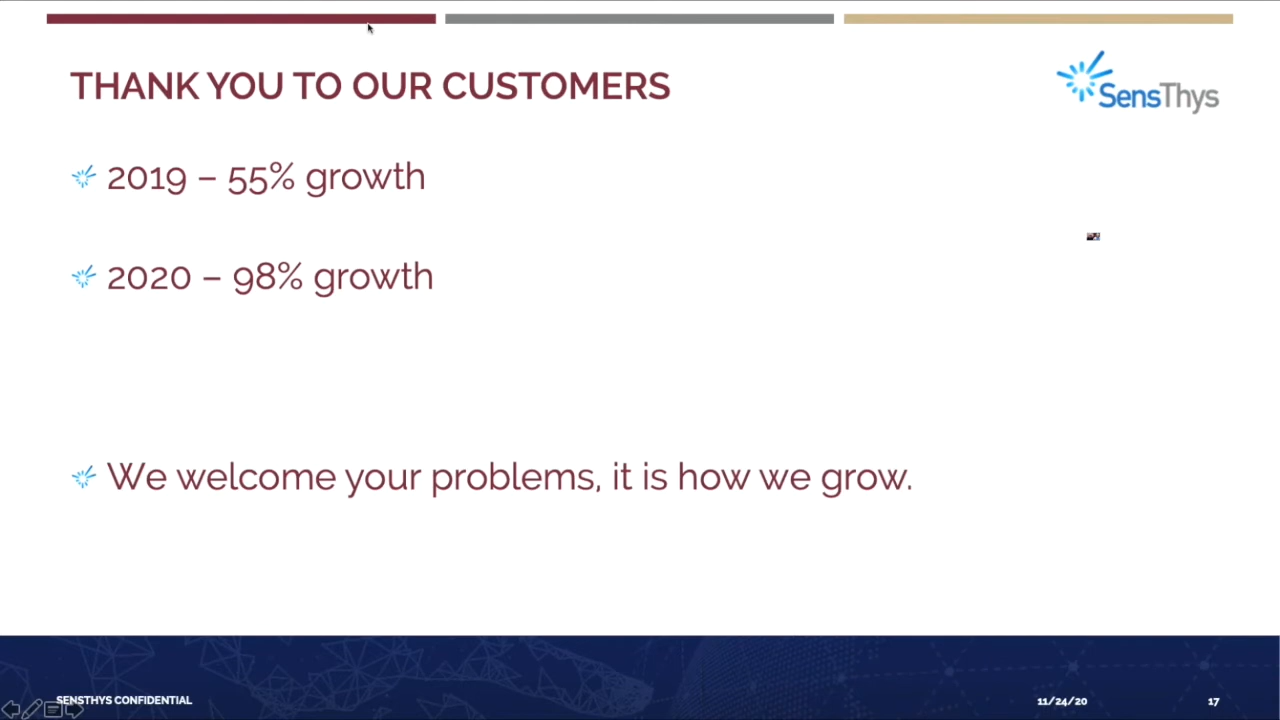 THANK YOU TO OUR CUSTOMERS
SensThys
2019 – 55% growth
2020 – 98% growth
We welcome your problems, it is how we grow.
SENSTHYS CONFIDENTIAL
11/24/20
17